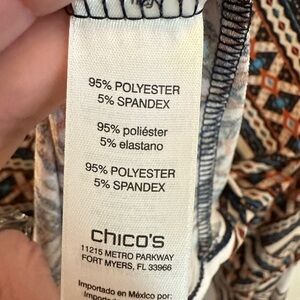 95% POLYESTER
5% SPANDEX
95% poliéster
5% elastano
95% POLYESTER
5% SPANDEX
chico's
11215 METRO PARKWAY
FORT MYERS, FL 33966
Importado en México por: